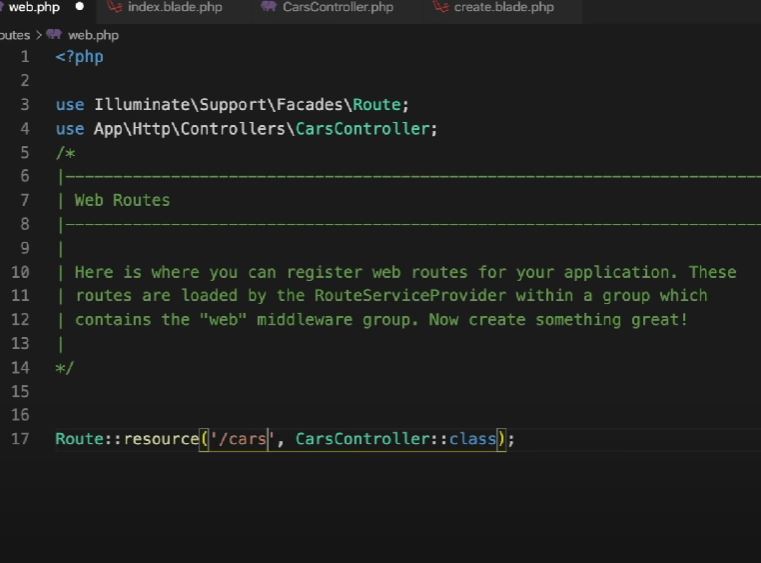 web.php index.blade.php CarsController.php create.blade.php
outes > web.php
1 <?php
2
3 use Illuminate\Support\Facades\Route;
4 use App\Http\Controllers\CarsController;
5 /*
6 |--------------------------------------------------------------------------
7 | Web Routes
8 |--------------------------------------------------------------------------
9 |
10 | Here is where you can register web routes for your application. These
11 | routes are loaded by the RouteServiceProvider within a group which
12 | contains the "web" middleware group. Now create something great!
13 |
14 */
15
16
17 Route::resource('/cars', CarsController::class);